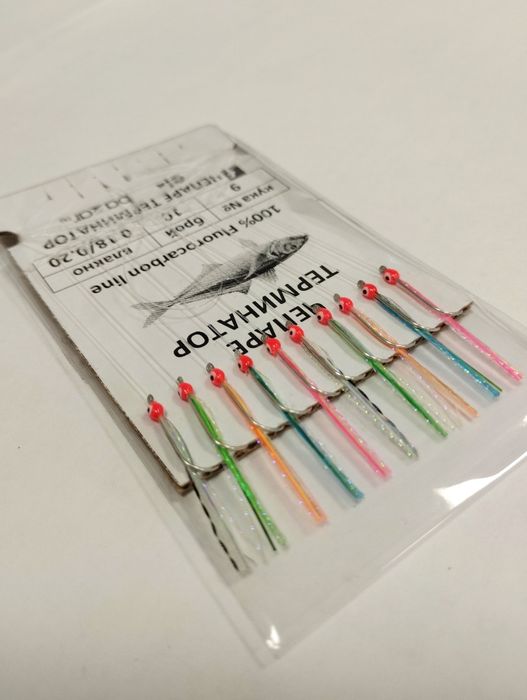 ЧЕПАРЕ
ТЕРМИНАТОР
100% Fluorocarbon line
кука № брой влакно
9 10 0.18/0.20
ЧЕПАРЕ ТЕРМИНАТОР